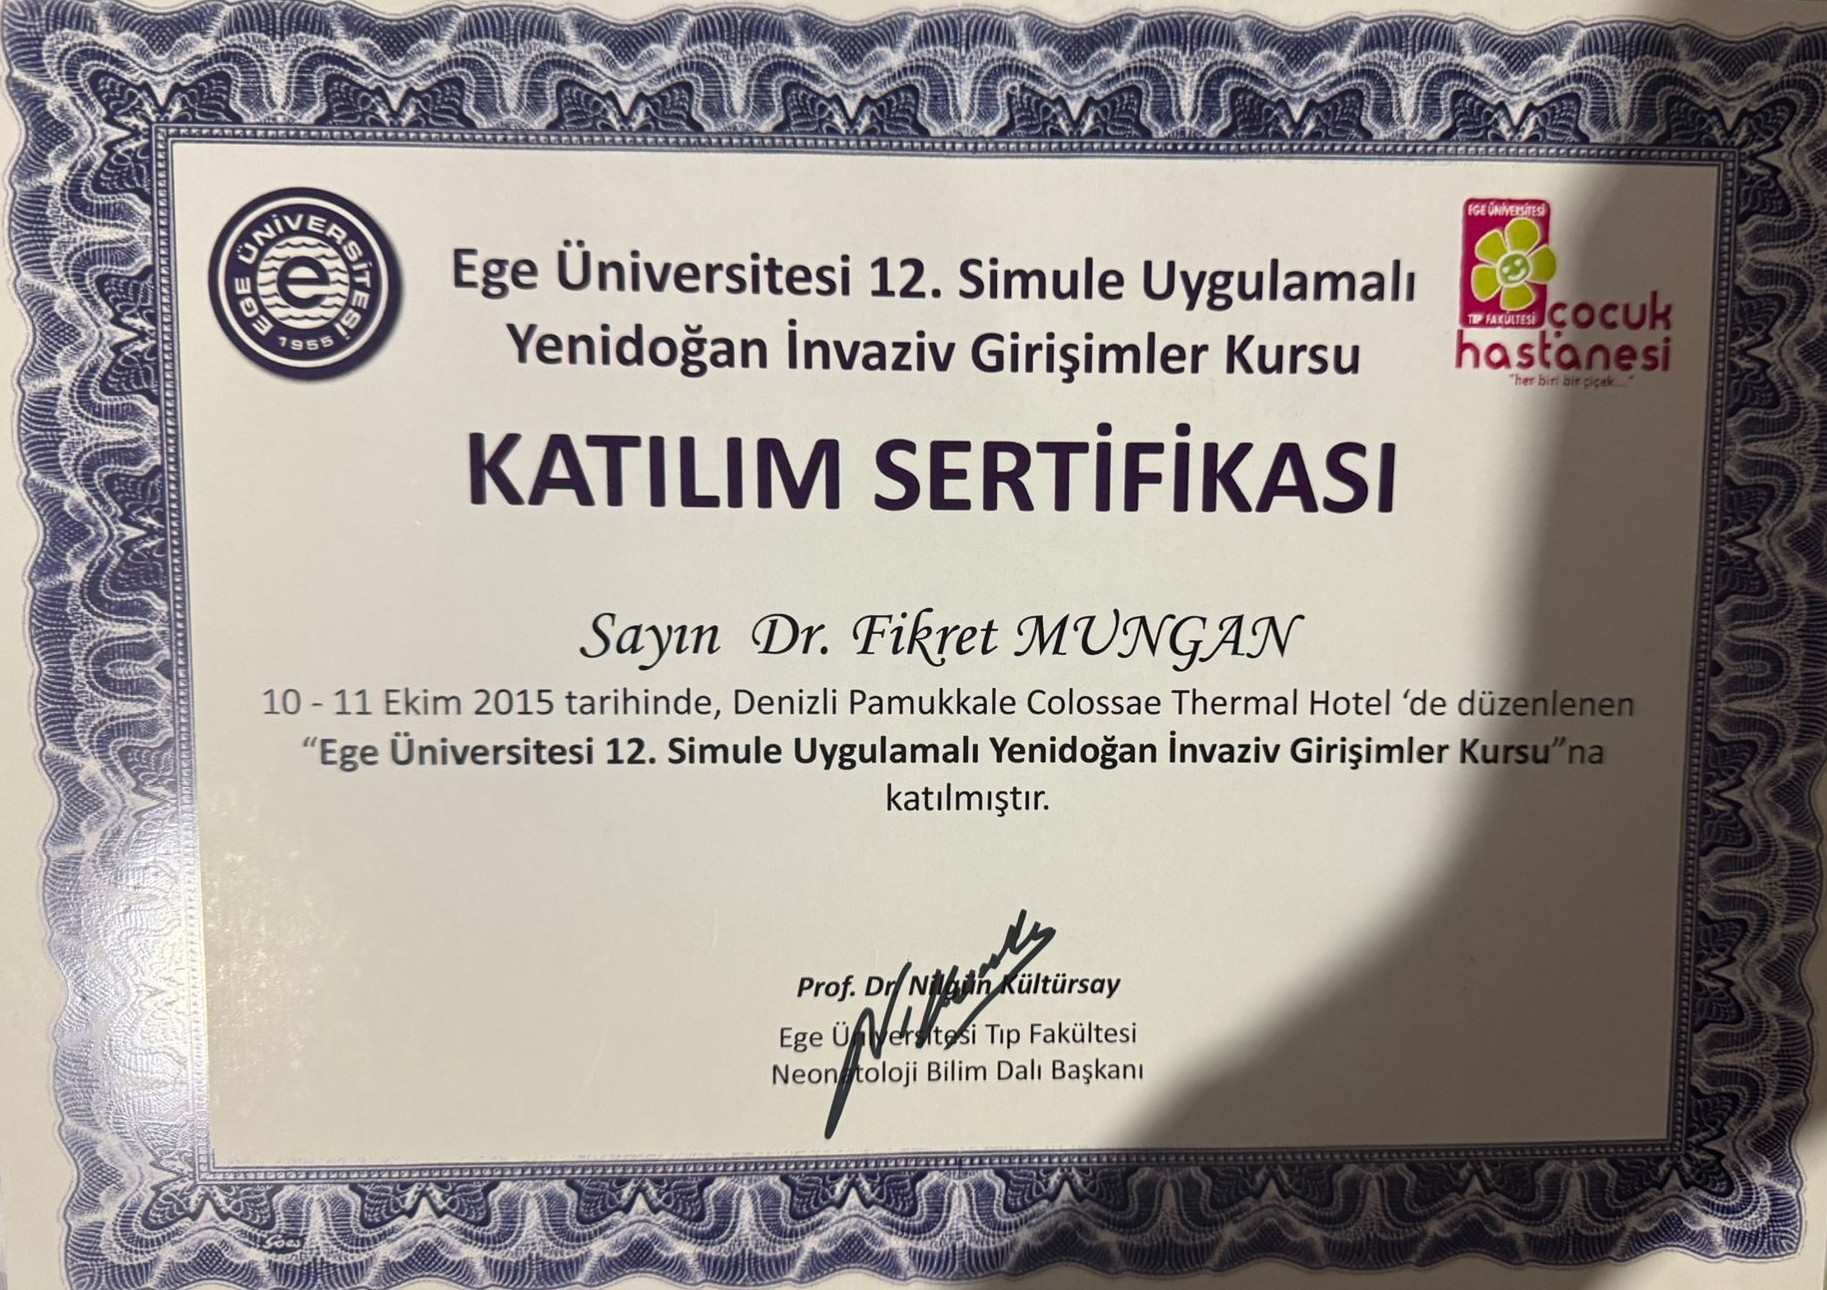 EGE ÜNİVERSİTESİ
e
1955
Ege Üniversitesi 12. Simule Uygulamalı
Yenidoğan İnvaziv Girişimler Kursu
EGE ÜNİVERSİTESİ
TIP FAKÜLTESİ
çocuk
hastanesi
"her biri bir çiçek..."
KATILIM SERTİFİKASI
Sayın Dr. Fikret MUNGAN
10 - 11 Ekim 2015 tarihinde, Denizli Pamukkale Colossae Thermal Hotel ‘de düzenlenen
“Ege Üniversitesi 12. Simule Uygulamalı Yenidoğan İnvaziv Girişimler Kursu”na
katılmıştır.
Prof. Dr. Nilgün Kültürsay
Ege Üniversitesi Tıp Fakültesi
Neonatoloji Bilim Dalı Başkanı